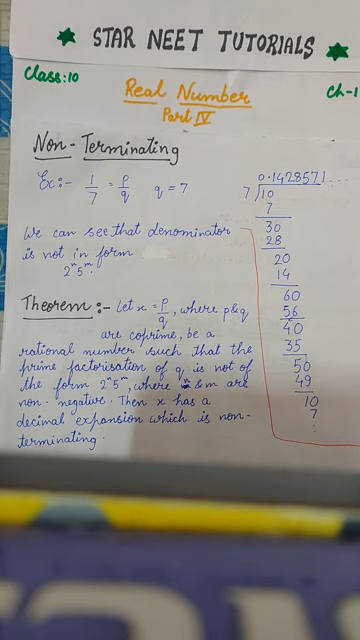 STAR NEET TUTORIALS
Class:10
Real Number
Ch-1
Part IV
Non-Terminating
Ex:- 1/7 = p/q q = 7
We can see that denominator
is not in form
2ⁿ5ᵐ.
Theorem :- Let x = p/q, where p & q
are coprime, be a
rational number such that the
prime factorisation of q is not of
the form 2ⁿ5ᵐ, where n & m are
non-negative. Then x has a
decimal expansion which is non-
terminating.
0.1428571...
7 10
7
30
28
20
14
60
56
40
35
50
49
10
7
: